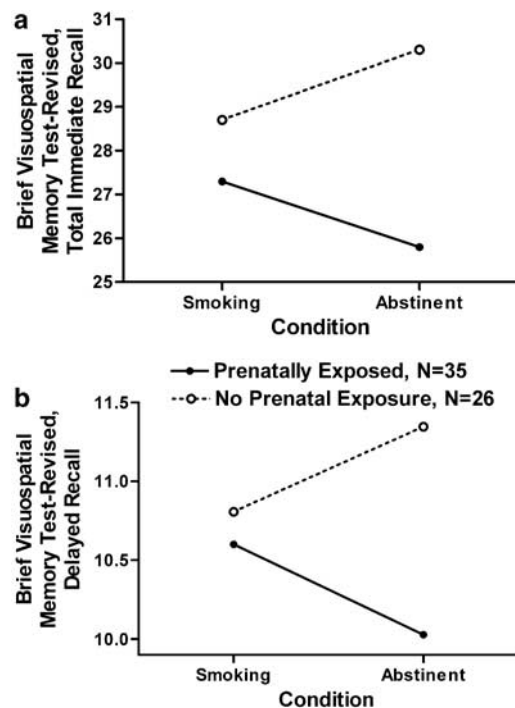 a
Brief Visuospatial
Memory Test-Revised,
Total Immediate Recall
31
30
29
28
27
26
25
Smoking
Abstinent
Condition
Prenatally Exposed, N=35
No Prenatal Exposure, N=26
b
Brief Visuospatial
Memory Test-Revised,
Delayed Recall
11.5
11.0
10.5
10.0
Smoking
Abstinent
Condition